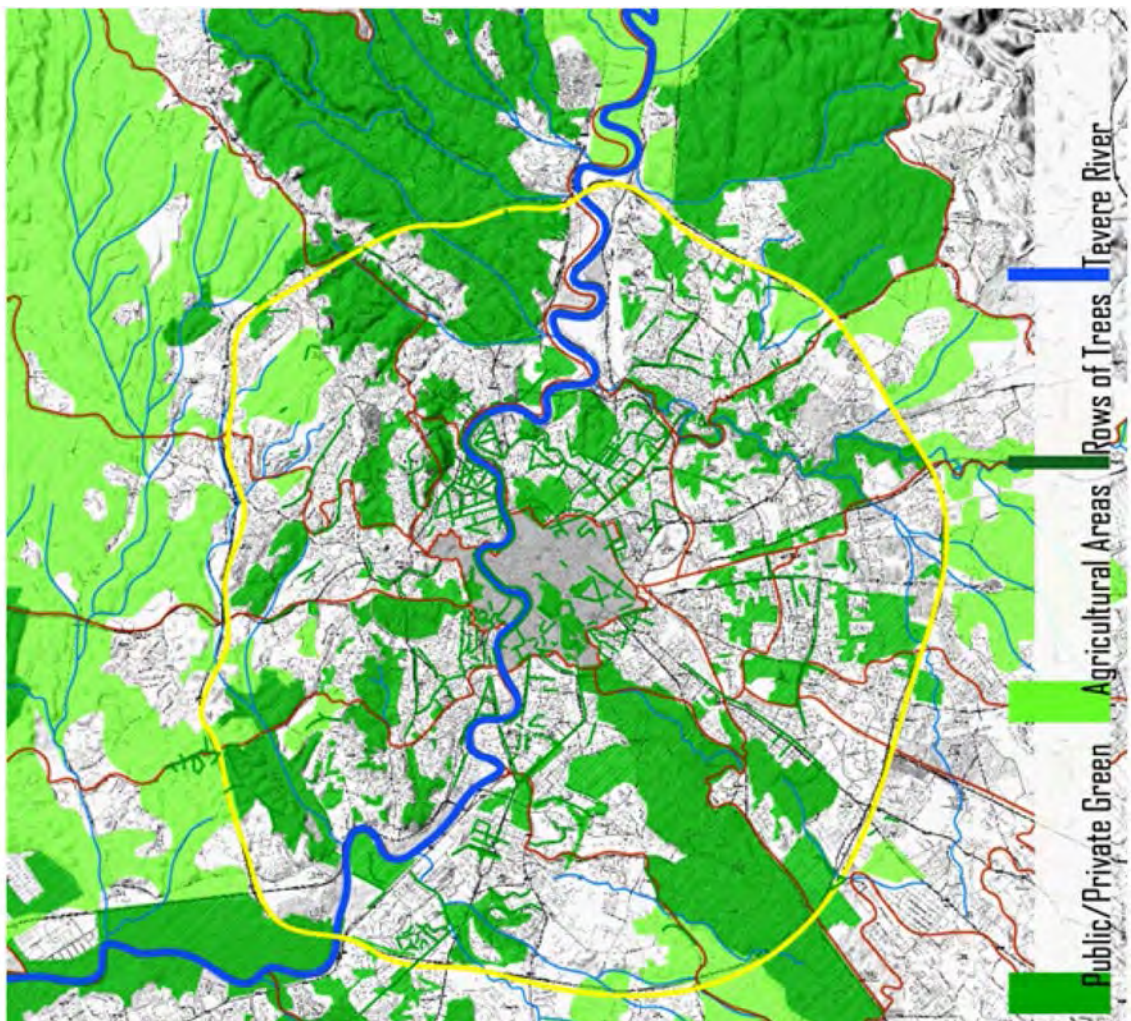 Public/Private Green
Agricultural Areas
Rows of Trees
Tevere River